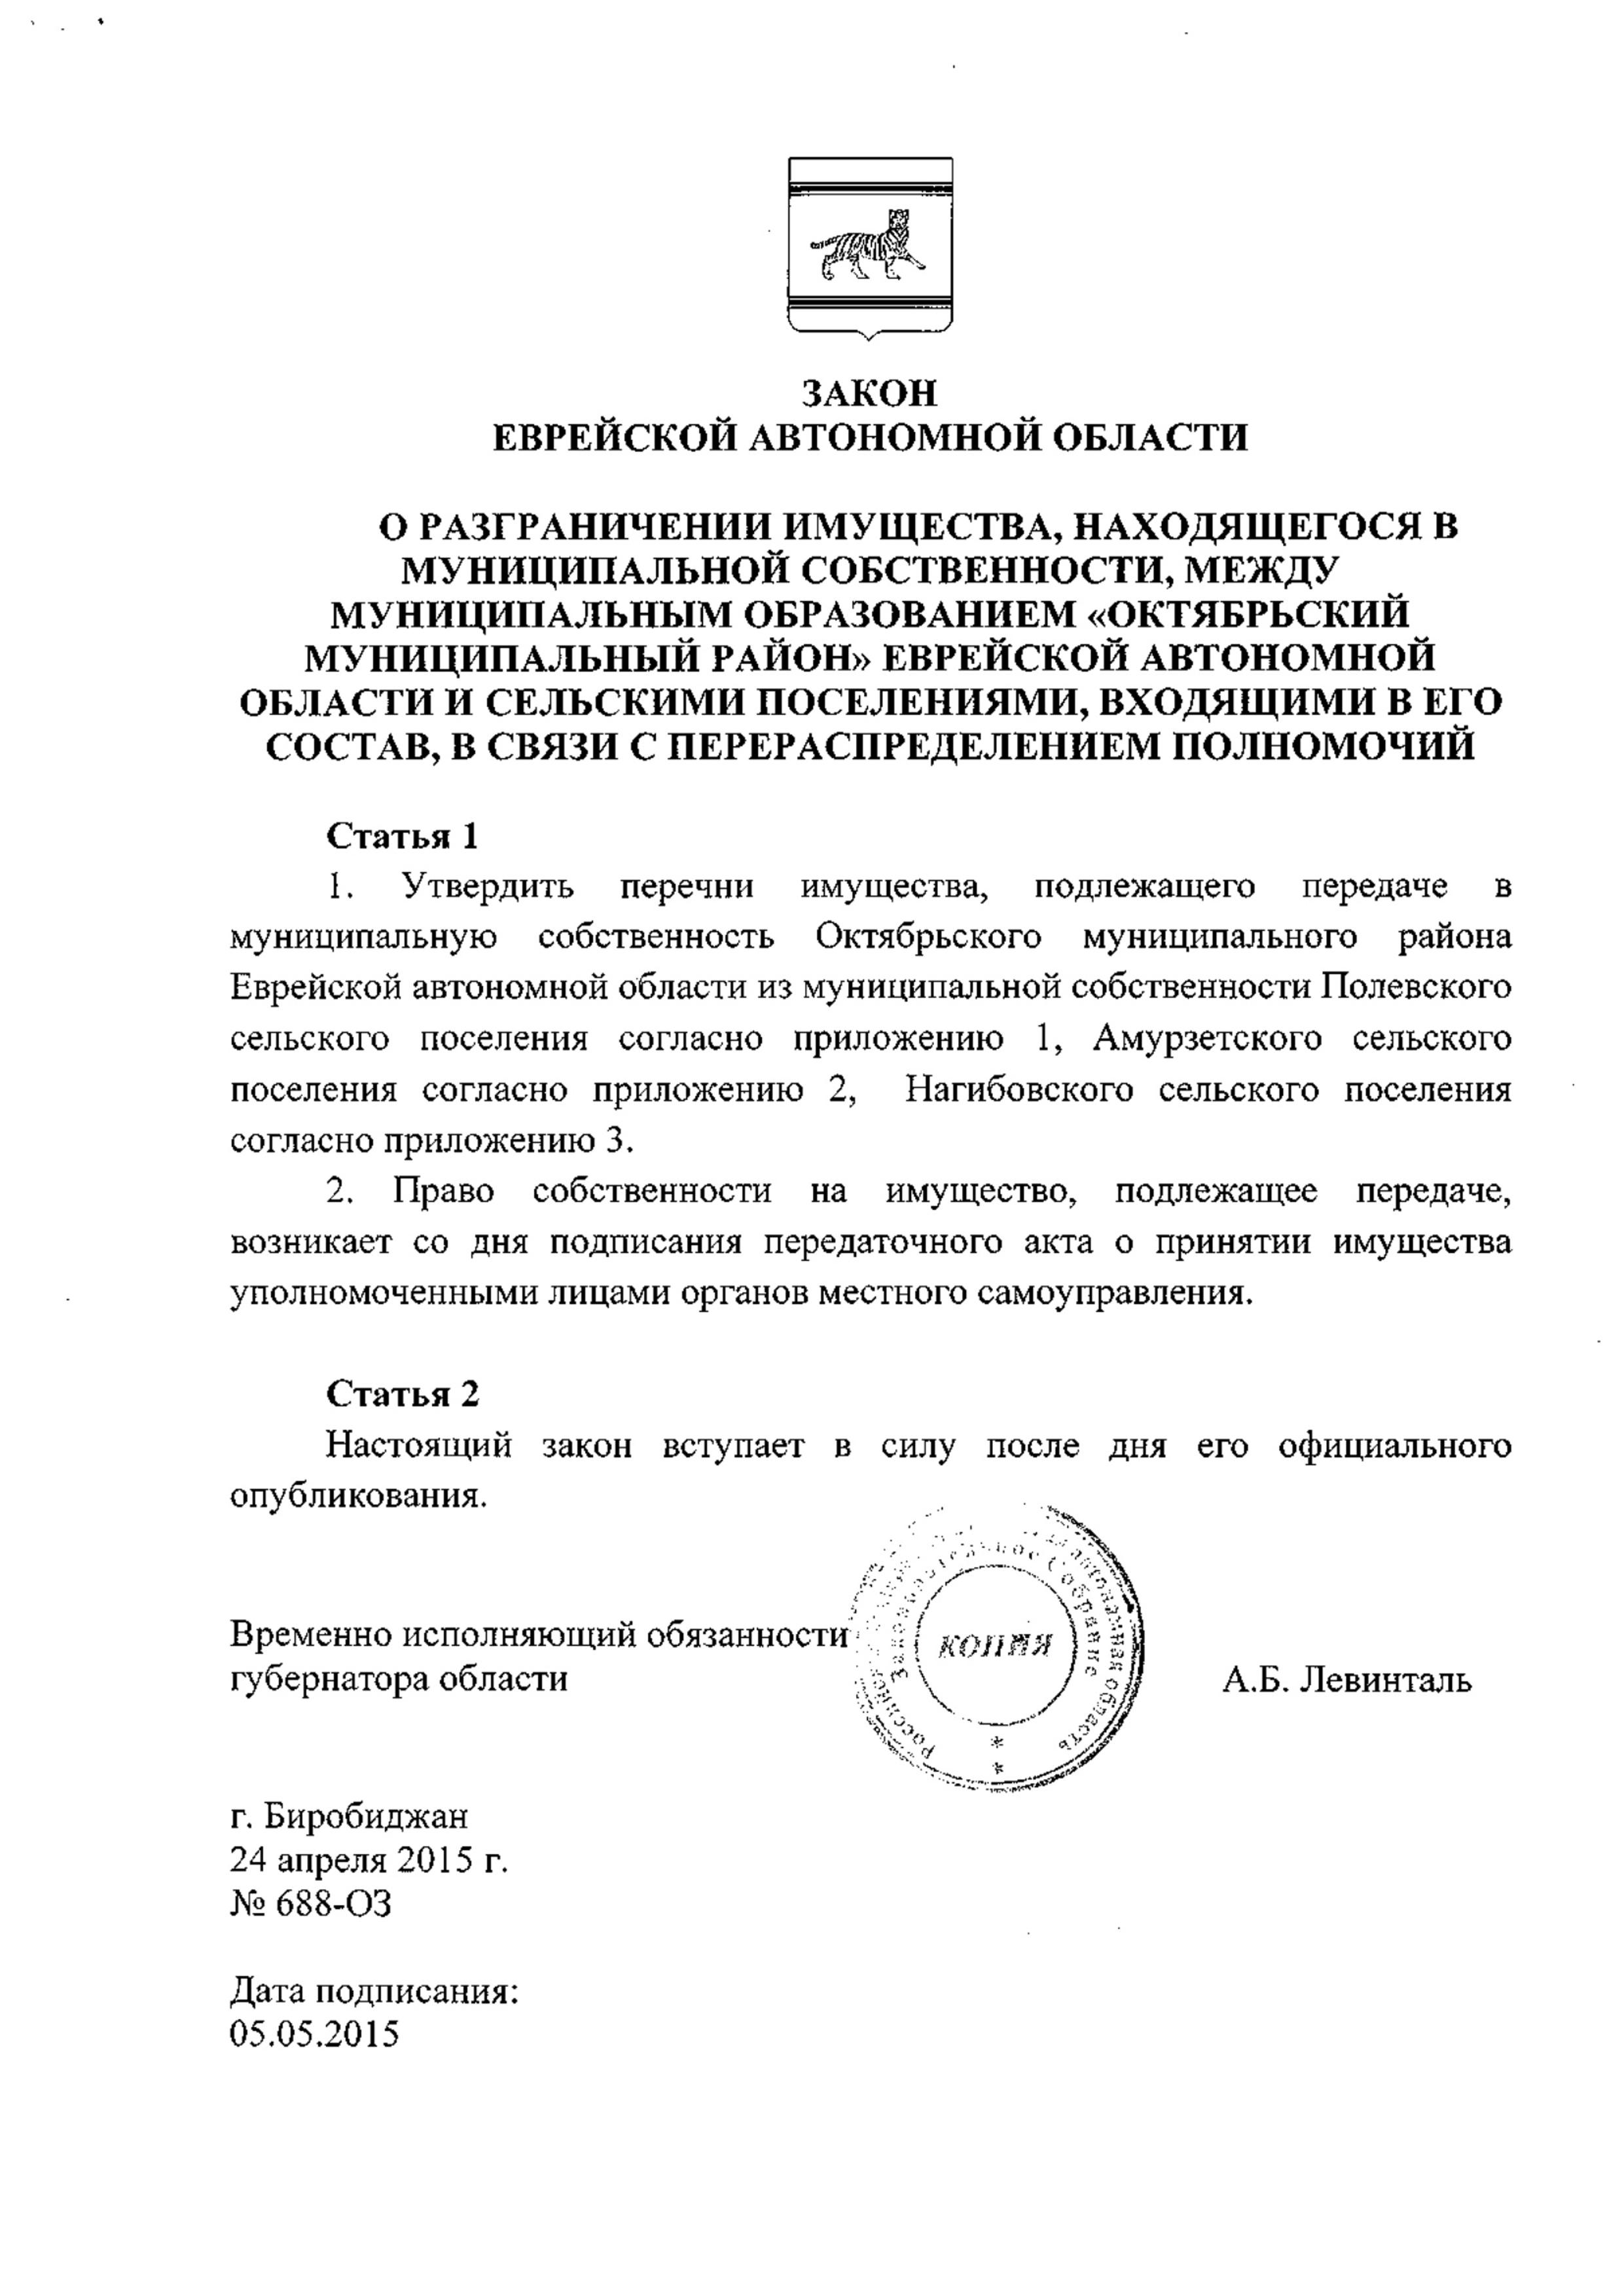 ЗАКОН
ЕВРЕЙСКОЙ АВТОНОМНОЙ ОБЛАСТИ
О РАЗГРАНИЧЕНИИ ИМУЩЕСТВА, НАХОДЯЩЕГОСЯ В
МУНИЦИПАЛЬНОЙ СОБСТВЕННОСТИ, МЕЖДУ
МУНИЦИПАЛЬНЫМ ОБРАЗОВАНИЕМ «ОКТЯБРЬСКИЙ
МУНИЦИПАЛЬНЫЙ РАЙОН» ЕВРЕЙСКОЙ АВТОНОМНОЙ
ОБЛАСТИ И СЕЛЬСКИМИ ПОСЕЛЕНИЯМИ, ВХОДЯЩИМИ В ЕГО
СОСТАВ, В СВЯЗИ С ПЕРЕРАСПРЕДЕЛЕНИЕМ ПОЛНОМОЧИЙ
Статья 1
1. Утвердить перечни имущества, подлежащего передаче в
муниципальную собственность Октябрьского муниципального района
Еврейской автономной области из муниципальной собственности Полевского
сельского поселения согласно приложению 1, Амурзетского сельского
поселения согласно приложению 2, Нагибовского сельского поселения
согласно приложению 3.
2. Право собственности на имущество, подлежащее передаче,
возникает со дня подписания передаточного акта о принятии имущества
уполномоченными лицами органов местного самоуправления.
Статья 2
Настоящий закон вступает в силу после дня его официального
опубликования.
Временно исполняющий обязанности
губернатора области
А.Б. Левинталь
Законодательное Собрание
автономная область
КОПИЯ
г. Биробиджан
24 апреля 2015 г.
№ 688-ОЗ
Дата подписания:
05.05.2015